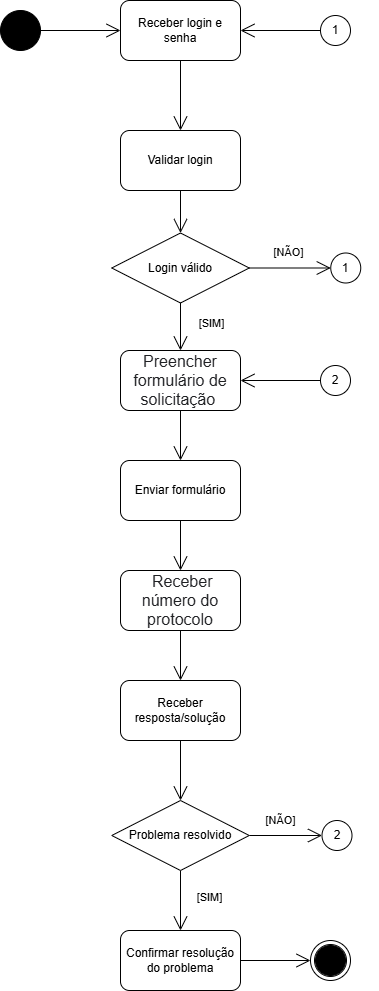 Receber login e
senha
1
Validar login
Login válido
[NÃO]
1
[SIM]
Preencher
formulário de
solicitação
2
Enviar formulário
Receber
número do
protocolo
Receber
resposta/solução
Problema resolvido
[NÃO]
2
[SIM]
Confirmar resolução
do problema